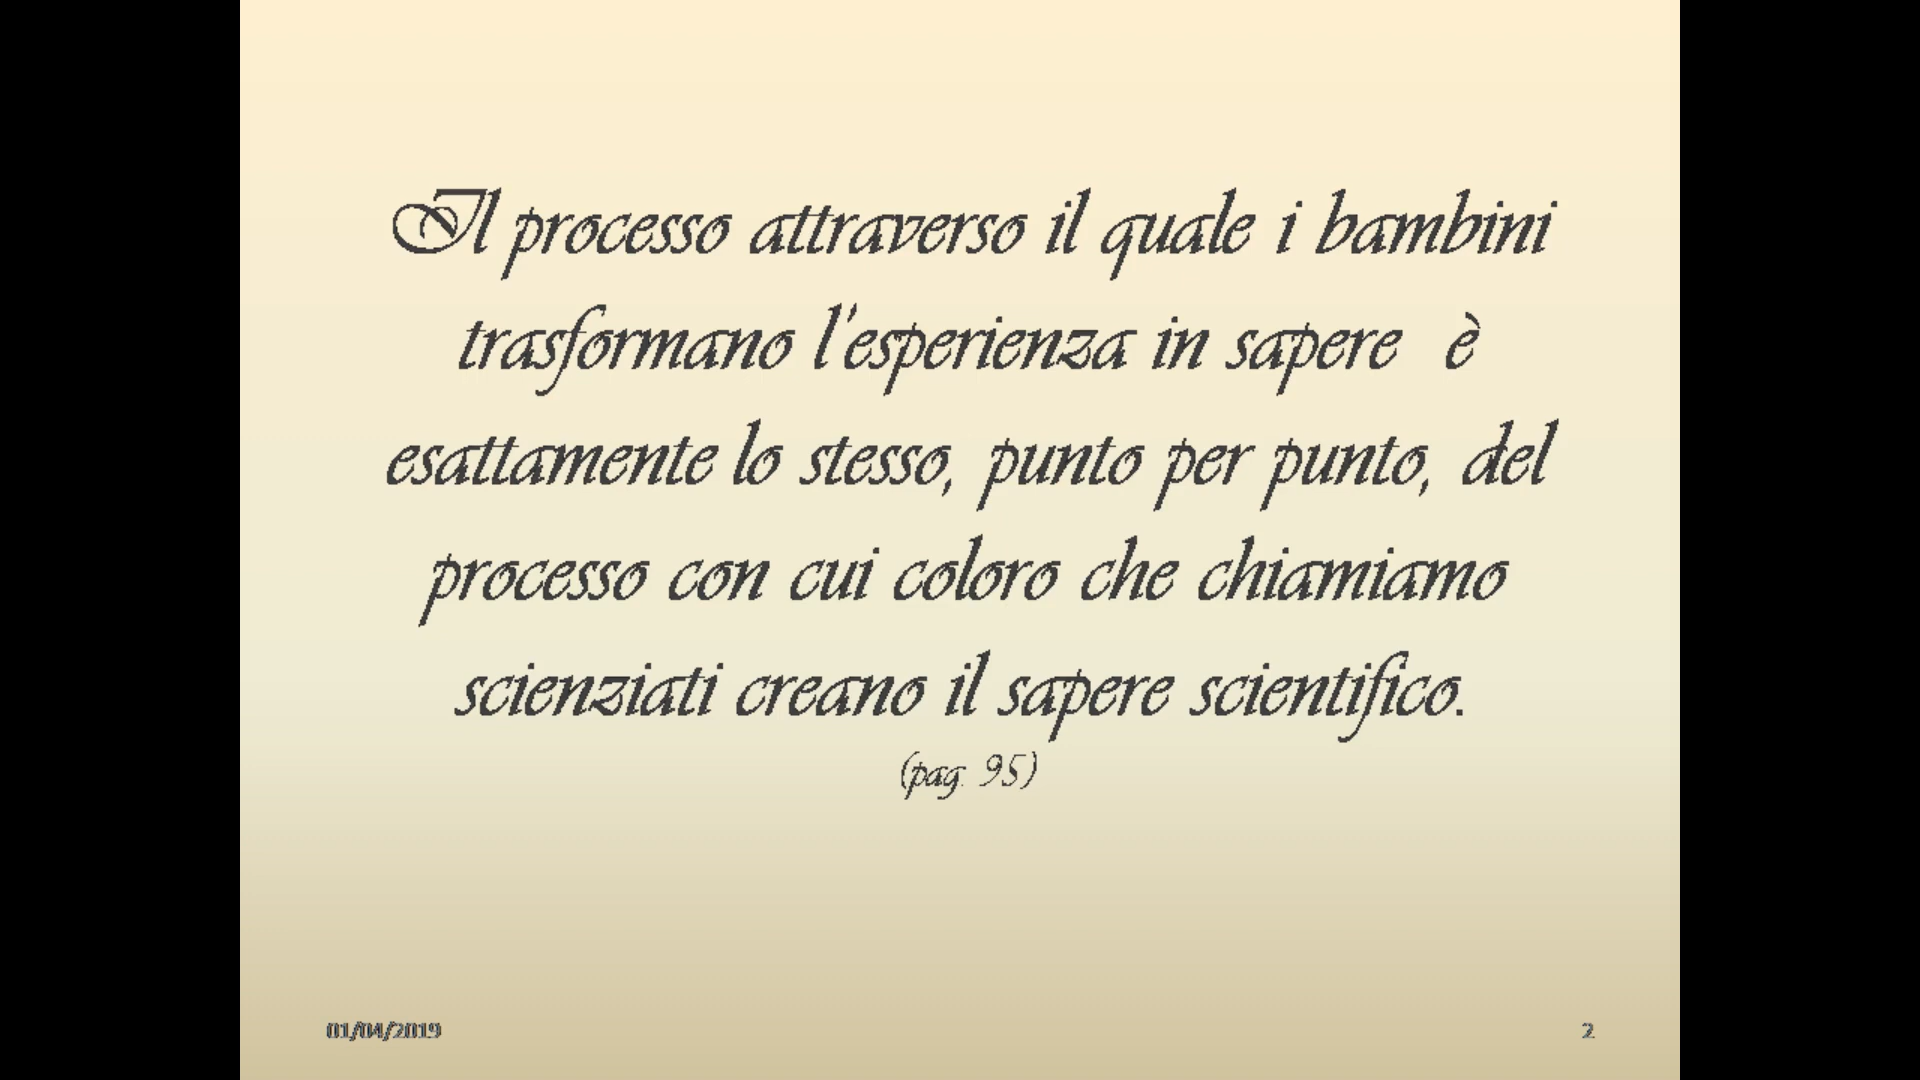 Il processo attraverso il quale i bambini
trasformano l'esperienza in sapere è
esattamente lo stesso, punto per punto, del
processo con cui coloro che chiamiamo
scienziati creano il sapere scientifico.
(pag. 95)
01/04/2019
2